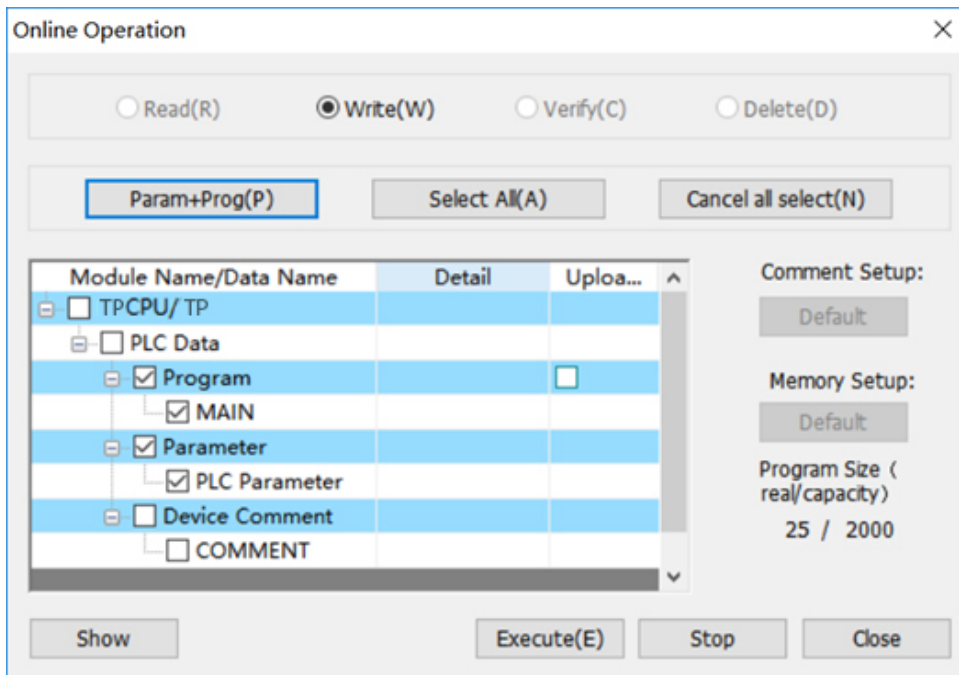 Online Operation
Read(R) Write(W) Verify(C) Delete(D)
Param+Prog(P) Select All(A) Cancel all select(N)
Module Name/Data Name Detail Uploa...
TPCPU/ TP
PLC Data
Program
MAIN
Parameter
PLC Parameter
Device Comment
COMMENT
Comment Setup:
Default
Memory Setup:
Default
Program Size (
real/capacity)
25 / 2000
Show Execute(E) Stop Close